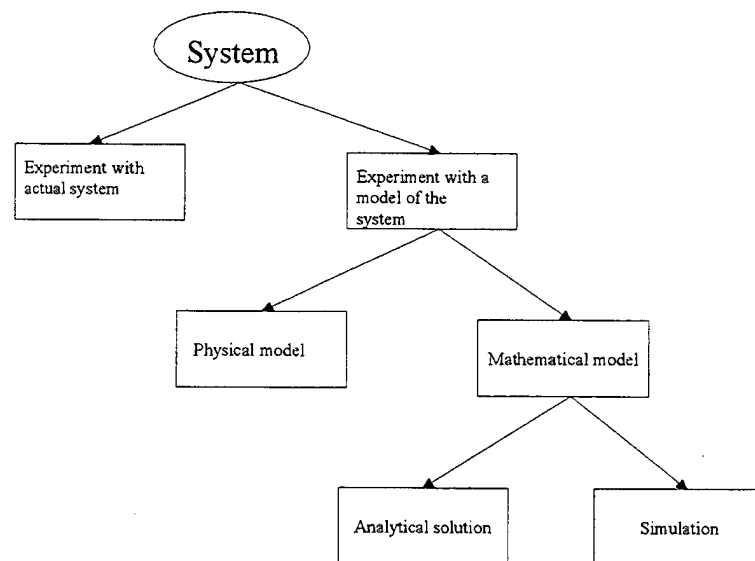 System
Experiment with
actual system
Experiment with a
model of the
system
Physical model
Mathematical model
Analytical solution
Simulation